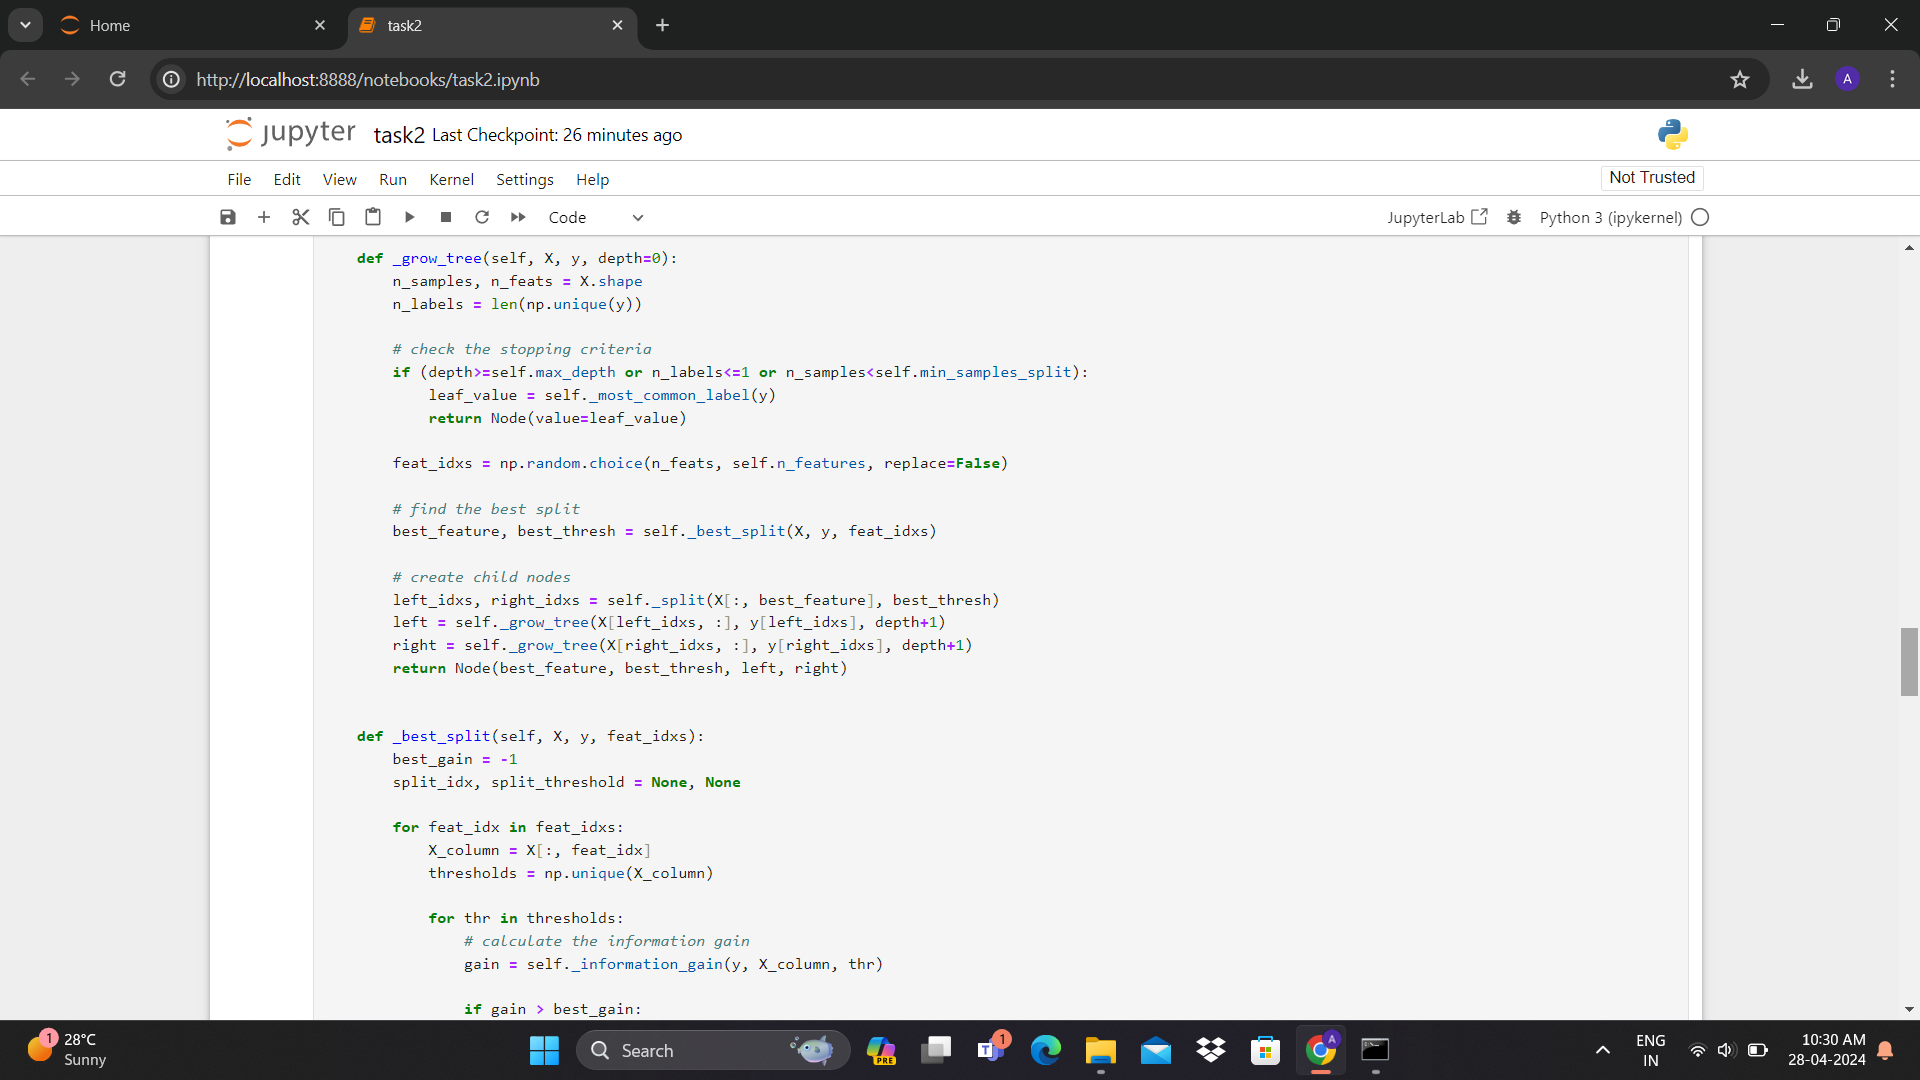 Home
task2
http://localhost:8888/notebooks/task2.ipynb
A
jupyter task2 Last Checkpoint: 26 minutes ago
File Edit View Run Kernel Settings Help
Not Trusted
Code
JupyterLab
Python 3 (ipykernel)
def _grow_tree(self, X, y, depth=0):
n_samples, n_feats = X.shape
n_labels = len(np.unique(y))
# check the stopping criteria
if (depth>=self.max_depth or n_labels<=1 or n_samples<self.min_samples_split):
leaf_value = self._most_common_label(y)
return Node(value=leaf_value)
feat_idxs = np.random.choice(n_feats, self.n_features, replace=False)
# find the best split
best_feature, best_thresh = self._best_split(X, y, feat_idxs)
# create child nodes
left_idxs, right_idxs = self._split(X[:, best_feature], best_thresh)
left = self._grow_tree(X[left_idxs, :], y[left_idxs], depth+1)
right = self._grow_tree(X[right_idxs, :], y[right_idxs], depth+1)
return Node(best_feature, best_thresh, left, right)
def _best_split(self, X, y, feat_idxs):
best_gain = -1
split_idx, split_threshold = None, None
for feat_idx in feat_idxs:
X_column = X[:, feat_idx]
thresholds = np.unique(X_column)
for thr in thresholds:
# calculate the information gain
gain = self._information_gain(y, X_column, thr)
if gain > best_gain:
1
28°C
Sunny
Search
PRE
T
1
A
ENG
IN
10:30 AM
28-04-2024